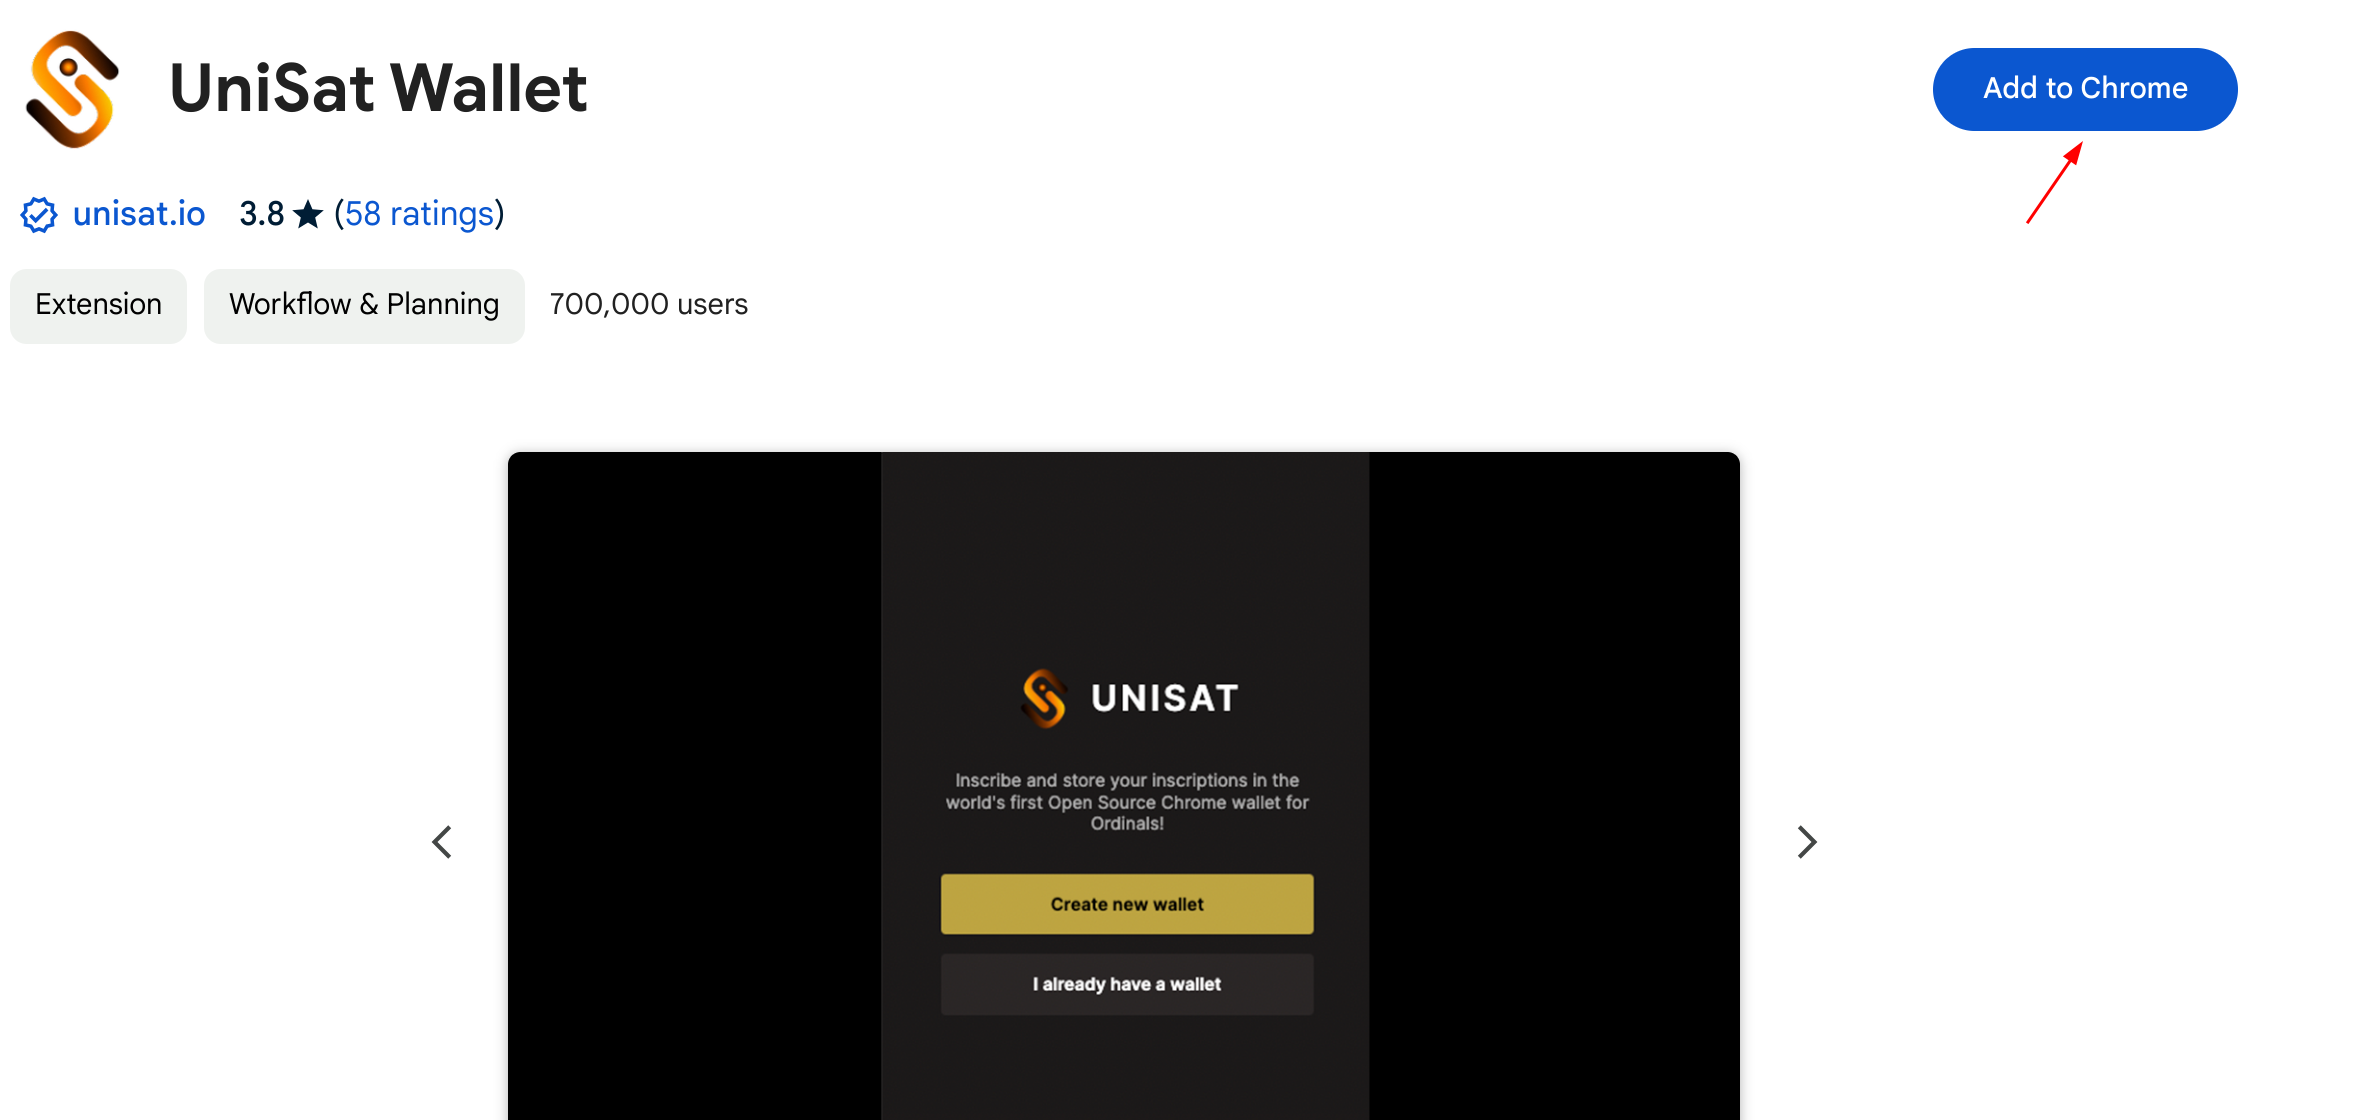 UniSat Wallet
Add to Chrome
unisat.io 3.8 ★ (58 ratings)
Extension Workflow & Planning 700,000 users
UNISAT
Inscribe and store your inscriptions in the
world's first Open Source Chrome wallet for
Ordinals!
Create new wallet
I already have a wallet